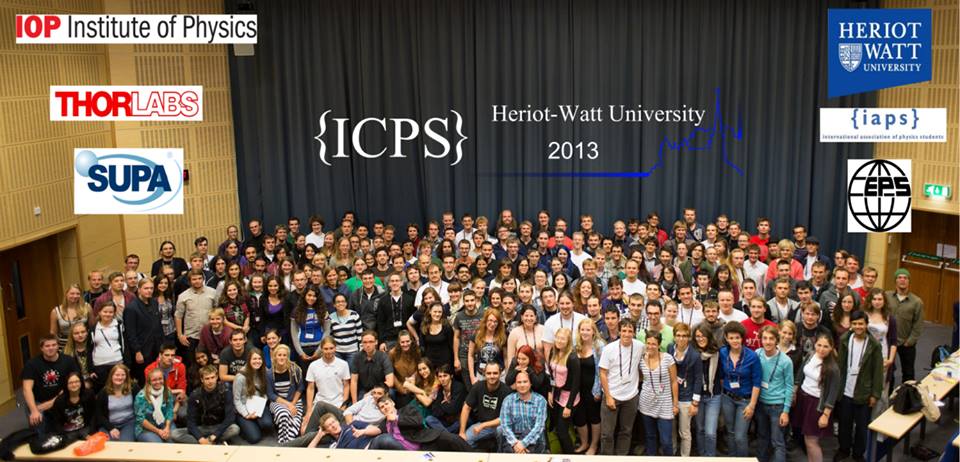 IOP Institute of Physics
THORLABS
SUPA
®
{ICPS}
Heriot-Watt University
2013
HERIOT
WATT
UNIVERSITY
{iaps}
international association of physics students
EPS